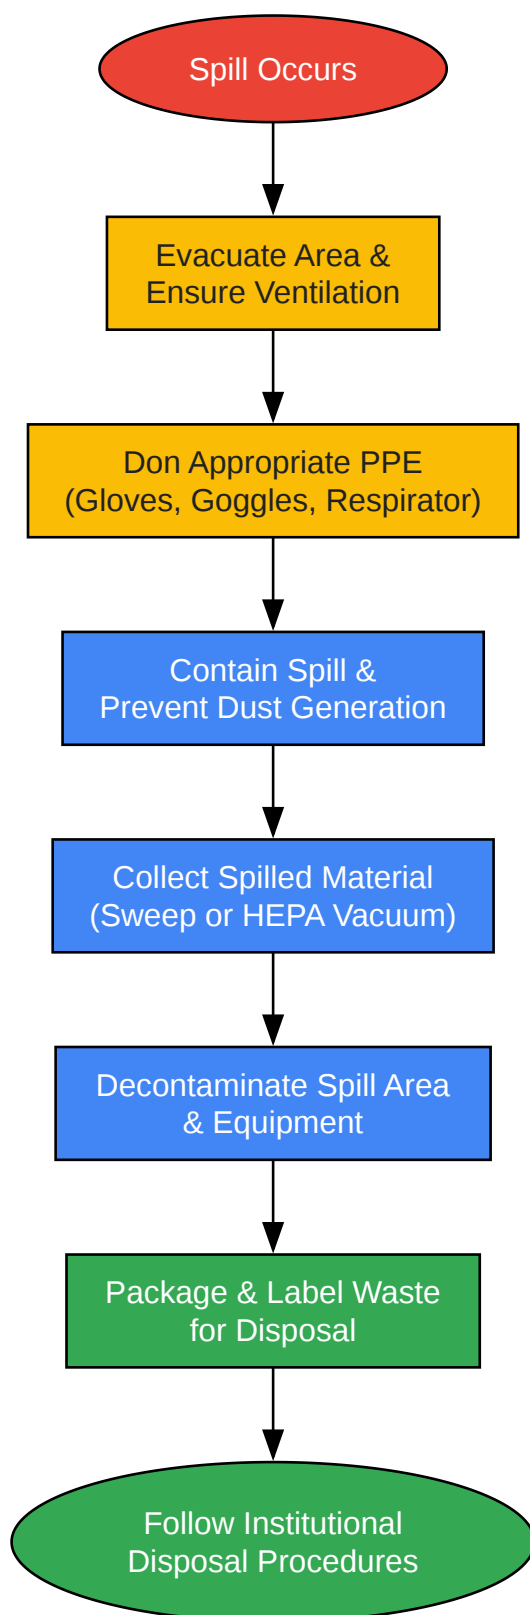 Spill Occurs
Evacuate Area &
Ensure Ventilation
Don Appropriate PPE
(Gloves, Goggles, Respirator)
Contain Spill &
Prevent Dust Generation
Collect Spilled Material
(Sweep or HEPA Vacuum)
Decontaminate Spill Area
& Equipment
Package & Label Waste
for Disposal
Follow Institutional
Disposal Procedures